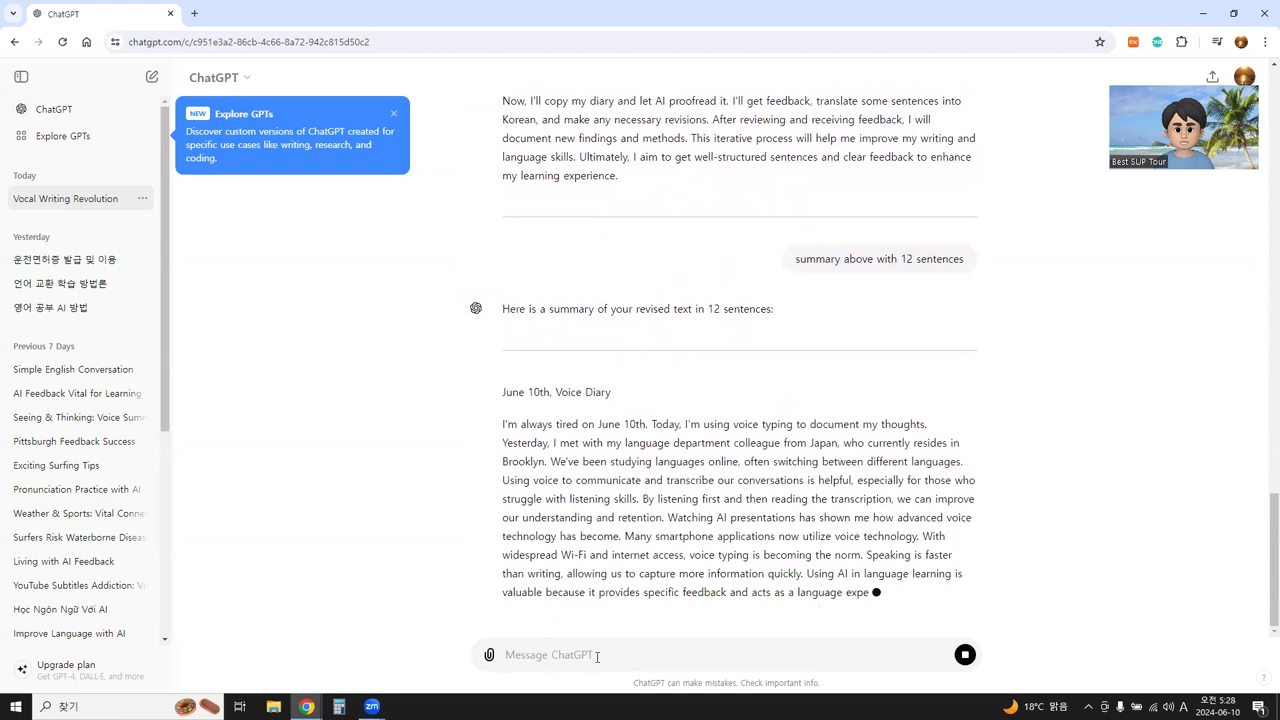 ChatGPT
chatgpt.com/c/c951e3a2-86cb-4c66-8a72-942c815d50c2
ChatGPT
Explore GPTs
Today
Vocal Writing Revolution
Yesterday
운전면허증 발급 및 이용
언어 교환 학습 방법론
영어 공부 AI 방법
Previous 7 Days
Simple English Conversation
AI Feedback Vital for Learning
Seeing & Thinking: Voice Sum
Pittsburgh Feedback Success
Exciting Surfing Tips
Pronunciation Practice with AI
Weather & Sports: Vital Conne
Surfers Risk Waterborne Diseas
Living with AI Feedback
YouTube Subtitles Addiction: Vi
Học Ngôn Ngữ Với AI
Improve Language with AI
Upgrade plan
Get GPT-4, DALL·E, and more
ChatGPT
NEW Explore GPTs
Discover custom versions of ChatGPT created for
specific use cases like writing, research, and
coding.
Now, I'll copy my diary and let AI proofread it. I'll get feedback, translate some sentences into
Korean, and make any necessary revisions. After reviewing and receiving feedback, I will
document new findings and methods. This iterative process will help me improve my writing and
language skills. Ultimately, I aim to get well-structured sentences and clear feedback to enhance
my learning experience.
summary above with 12 sentences
Here is a summary of your revised text in 12 sentences:
June 10th, Voice Diary
I'm always tired on June 10th. Today, I'm using voice typing to document my thoughts.
Yesterday, I met with my language department colleague from Japan, who currently resides in
Brooklyn. We've been studying languages online, often switching between different languages.
Using voice to communicate and transcribe our conversations is helpful, especially for those who
struggle with listening skills. By listening first and then reading the transcription, we can improve
our understanding and retention. Watching AI presentations has shown me how advanced voice
technology has become. Many smartphone applications now utilize voice technology. With
widespread Wi-Fi and internet access, voice typing is becoming the norm. Speaking is faster
than writing, allowing us to capture more information quickly. Using AI in language learning is
valuable because it provides specific feedback and acts as a language expe
Message ChatGPT
ChatGPT can make mistakes. Check important info.
Best SUP Tour
찾기
18°C 맑음
A
오전 5:28
2024-06-10